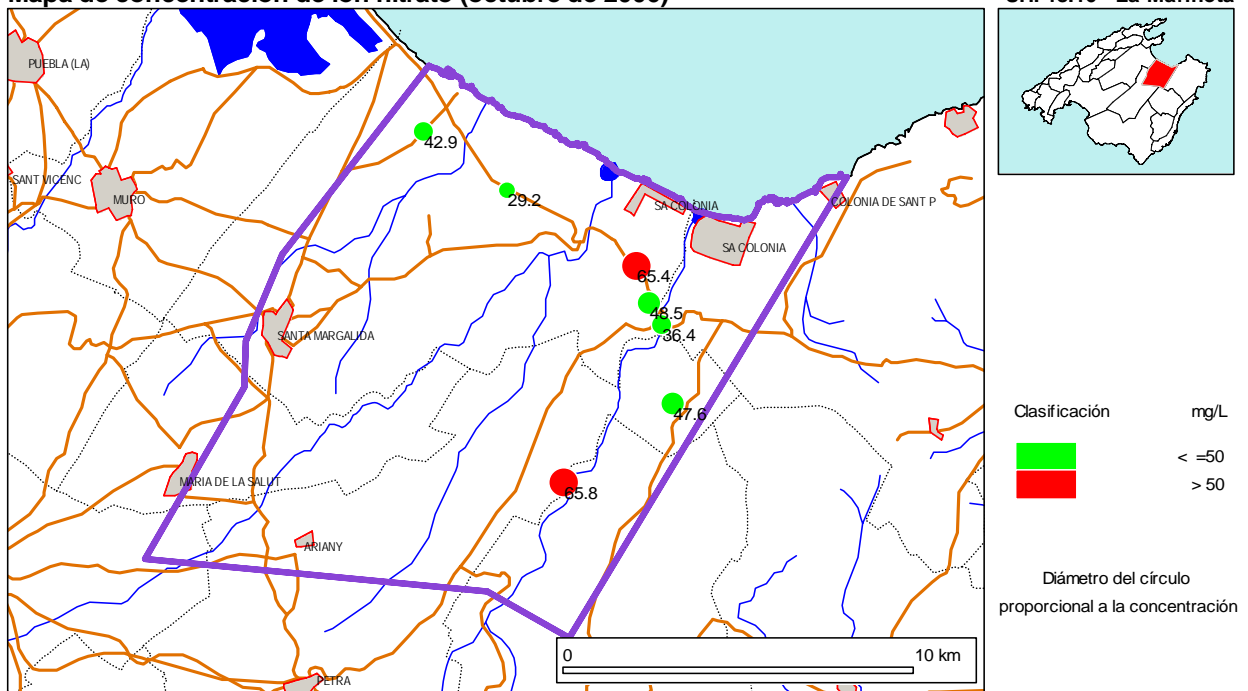 PUEBLA (LA)
42.9
SANT VICENC
MURO
29.2
SA COLONIA
COLONIA DE SANT P
SA COLONIA
65.4
48.5
36.4
SANTA MARGALIDA
47.6
MARIA DE LA SALUT
65.8
ARIANY
PETRA
0 10 km
Clasificación mg/L
< =50
> 50
Diámetro del círculo
proporcional a la concentración